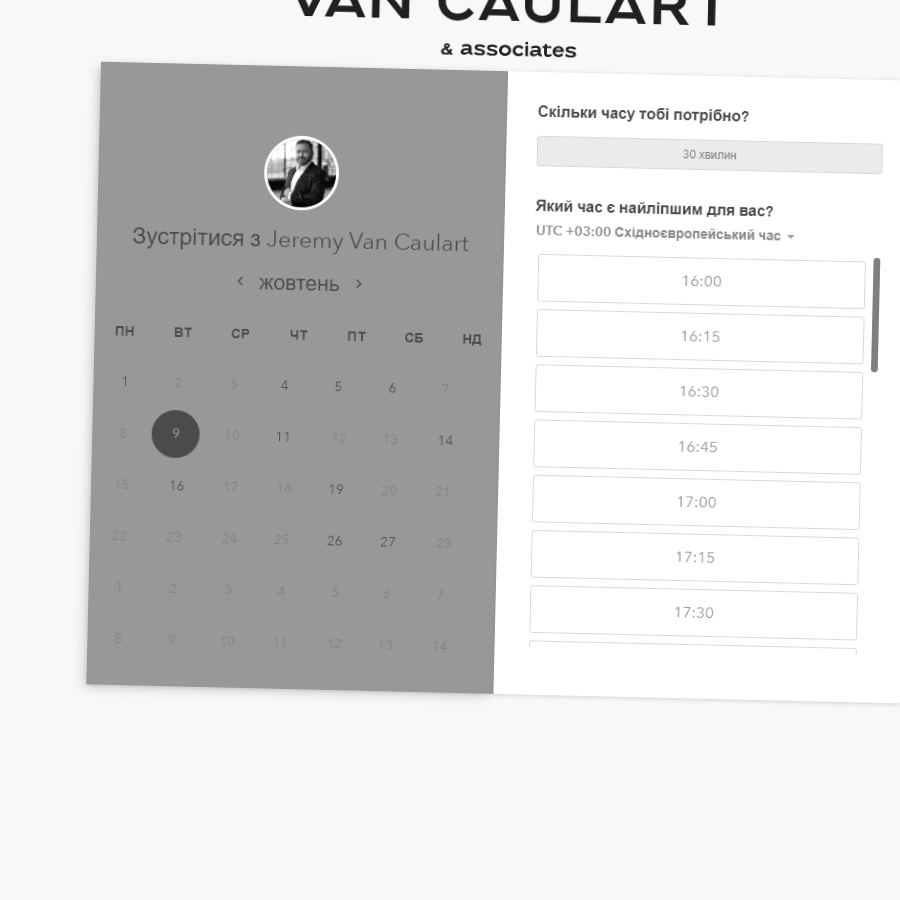 VAN CAULART
& associates
Зустрітися з Jeremy Van Caulart
жовтень
ПН ВТ СР ЧТ ПТ СБ НД
1 2 3 4 5 6 7
8 9 10 11 12 13 14
15 16 17 18 19 20 21
22 23 24 25 26 27 28
1 2 3 4 5 6 7
8 9 10 11 12 13 14
Скільки часу тобі потрібно?
30 хвилин
Який час є найліпшим для вас?
UTC +03:00 Східноєвропейський час
16:00
16:15
16:30
16:45
17:00
17:15
17:30